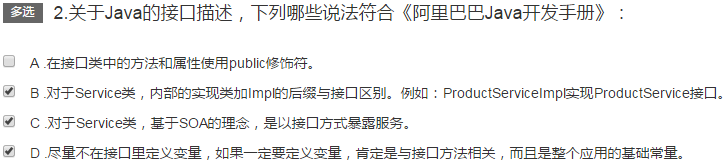 多选 2.关于Java的接口描述，下列哪些说法符合《阿里巴巴Java开发手册》：
A .在接口类中的方法和属性使用public修饰符。
B .对于Service类，内部的实现类加Impl的后缀与接口区别。例如：ProductServiceImpl实现ProductService接口。
C .对于Service类，基于SOA的理念，是以接口方式暴露服务。
D .尽量不在接口里定义变量，如果一定要定义变量，肯定是与接口方法相关，而且是整个应用的基础常量。